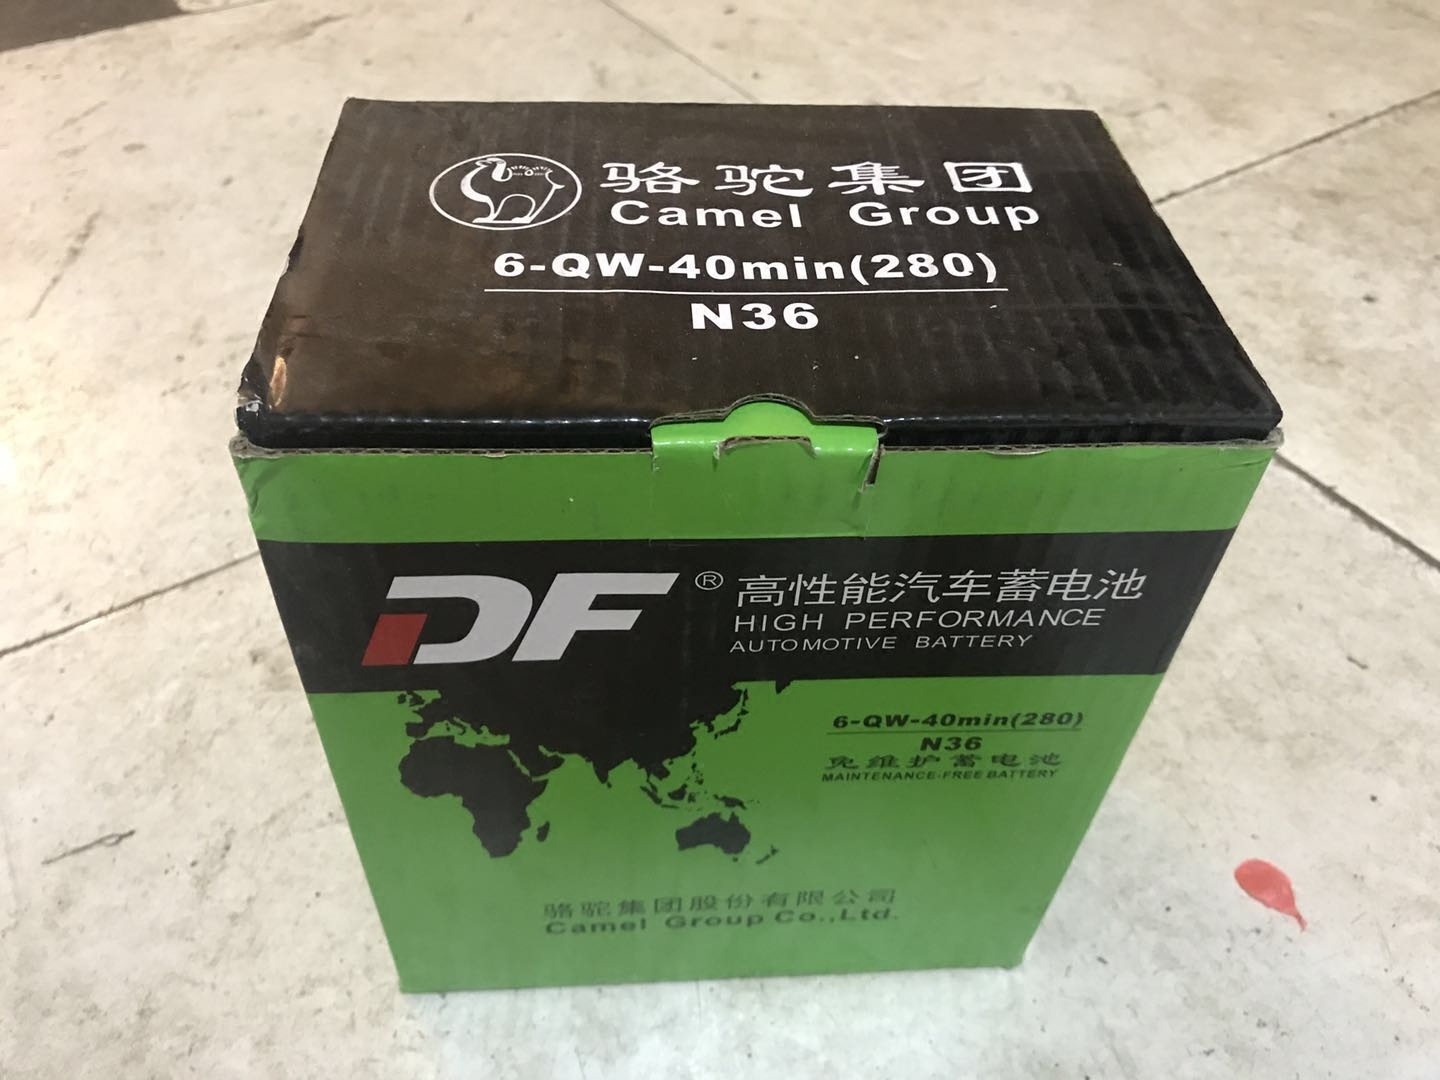 骆驼集团
Camel Group
6-QW-40min(280)
N36
DF®
高性能汽车蓄电池
HIGH PERFORMANCE
AUTOMOTIVE BATTERY
6-QW-40min(280)
N36
免维护蓄电池
MAINTENANCE-FREE BATTERY
骆驼集团股份有限公司
Camel Group Co.,Ltd.